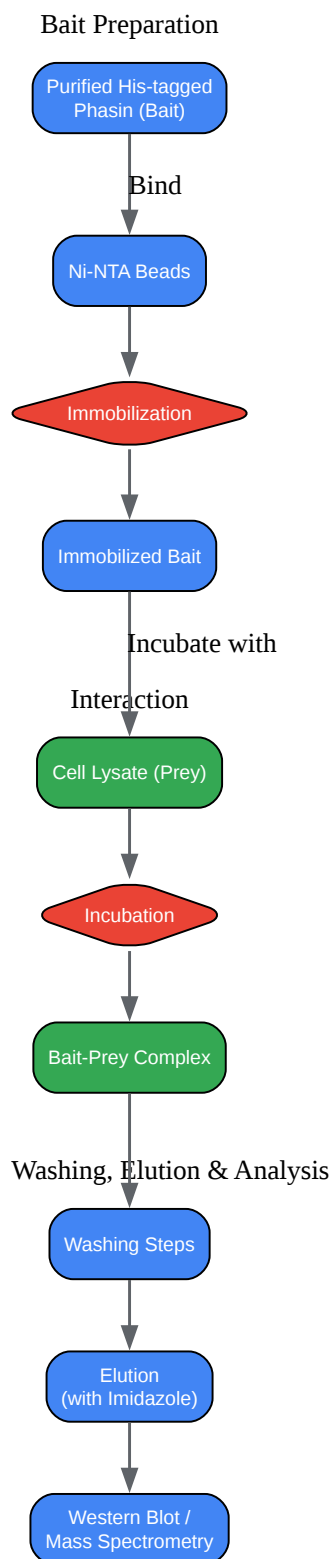 Bait Preparation
Purified His-tagged
Phasin (Bait)
Bind
Ni-NTA Beads
Immobilization
Immobilized Bait
Incubate with
Interaction
Cell Lysate (Prey)
Incubation
Bait-Prey Complex
Washing, Elution & Analysis
Washing Steps
Elution
(with Imidazole)
Western Blot /
Mass Spectrometry